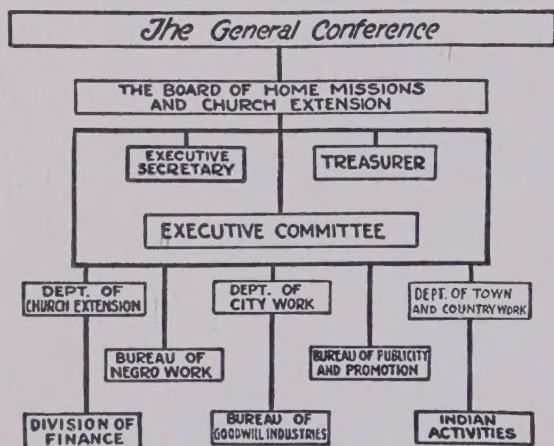 The General Conference
THE BOARD OF HOME MISSIONS
AND CHURCH EXTENSION
EXECUTIVE
SECRETARY
TREASURER
EXECUTIVE COMMITTEE
DEPT. OF
CHURCH EXTENSION
DEPT. OF
CITY WORK
DEPT. OF TOWN
AND COUNTRY WORK
BUREAU OF
NEGRO WORK
BUREAU OF PUBLICITY
AND PROMOTION
DIVISION OF
FINANCE
BUREAU OF
GOODWILL INDUSTRIES
INDIAN
ACTIVITIES